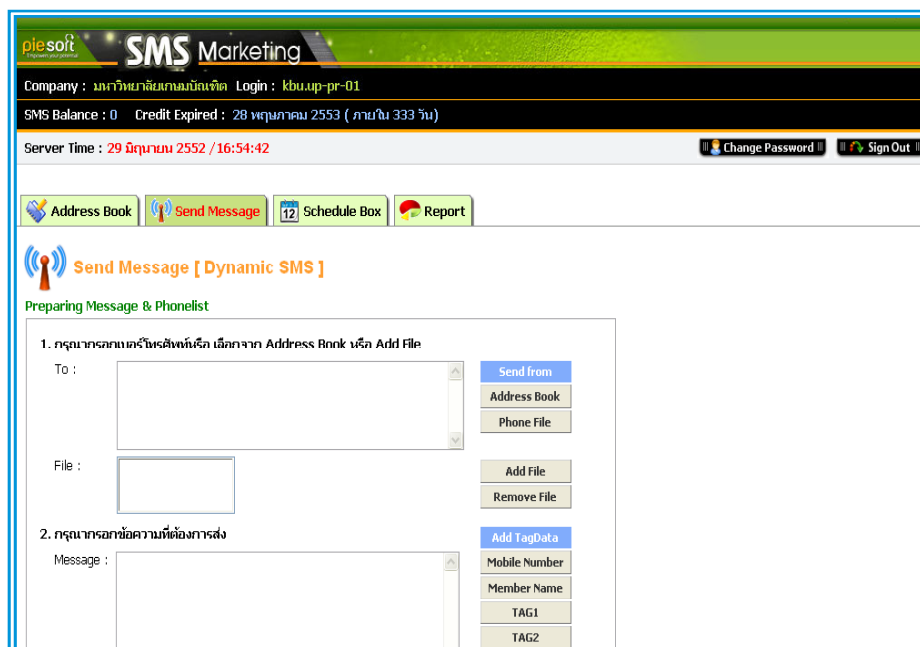 piesoft
Empower your potential
SMS Marketing
Company : มหาวิทยาลัยเกษมบัณฑิต Login : kbu.up-pr-01
SMS Balance : 0 Credit Expired : 28 พฤษภาคม 2553 ( ภายใน 333 วัน)
Server Time : 29 มิถุนายน 2552 /16:54:42
Change Password
Sign Out
Address Book
Send Message
12
Schedule Box
Report
Send Message [ Dynamic SMS ]
Preparing Message & Phonelist
1. กรุณากรอกเบอร์โทรศัพท์หรือ เลือกจาก Address Book หรือ Add File
To :
Send from
Address Book
Phone File
File :
Add File
Remove File
2. กรุณากรอกข้อความที่ต้องการส่ง
Add TagData
Message :
Mobile Number
Member Name
TAG1
TAG2